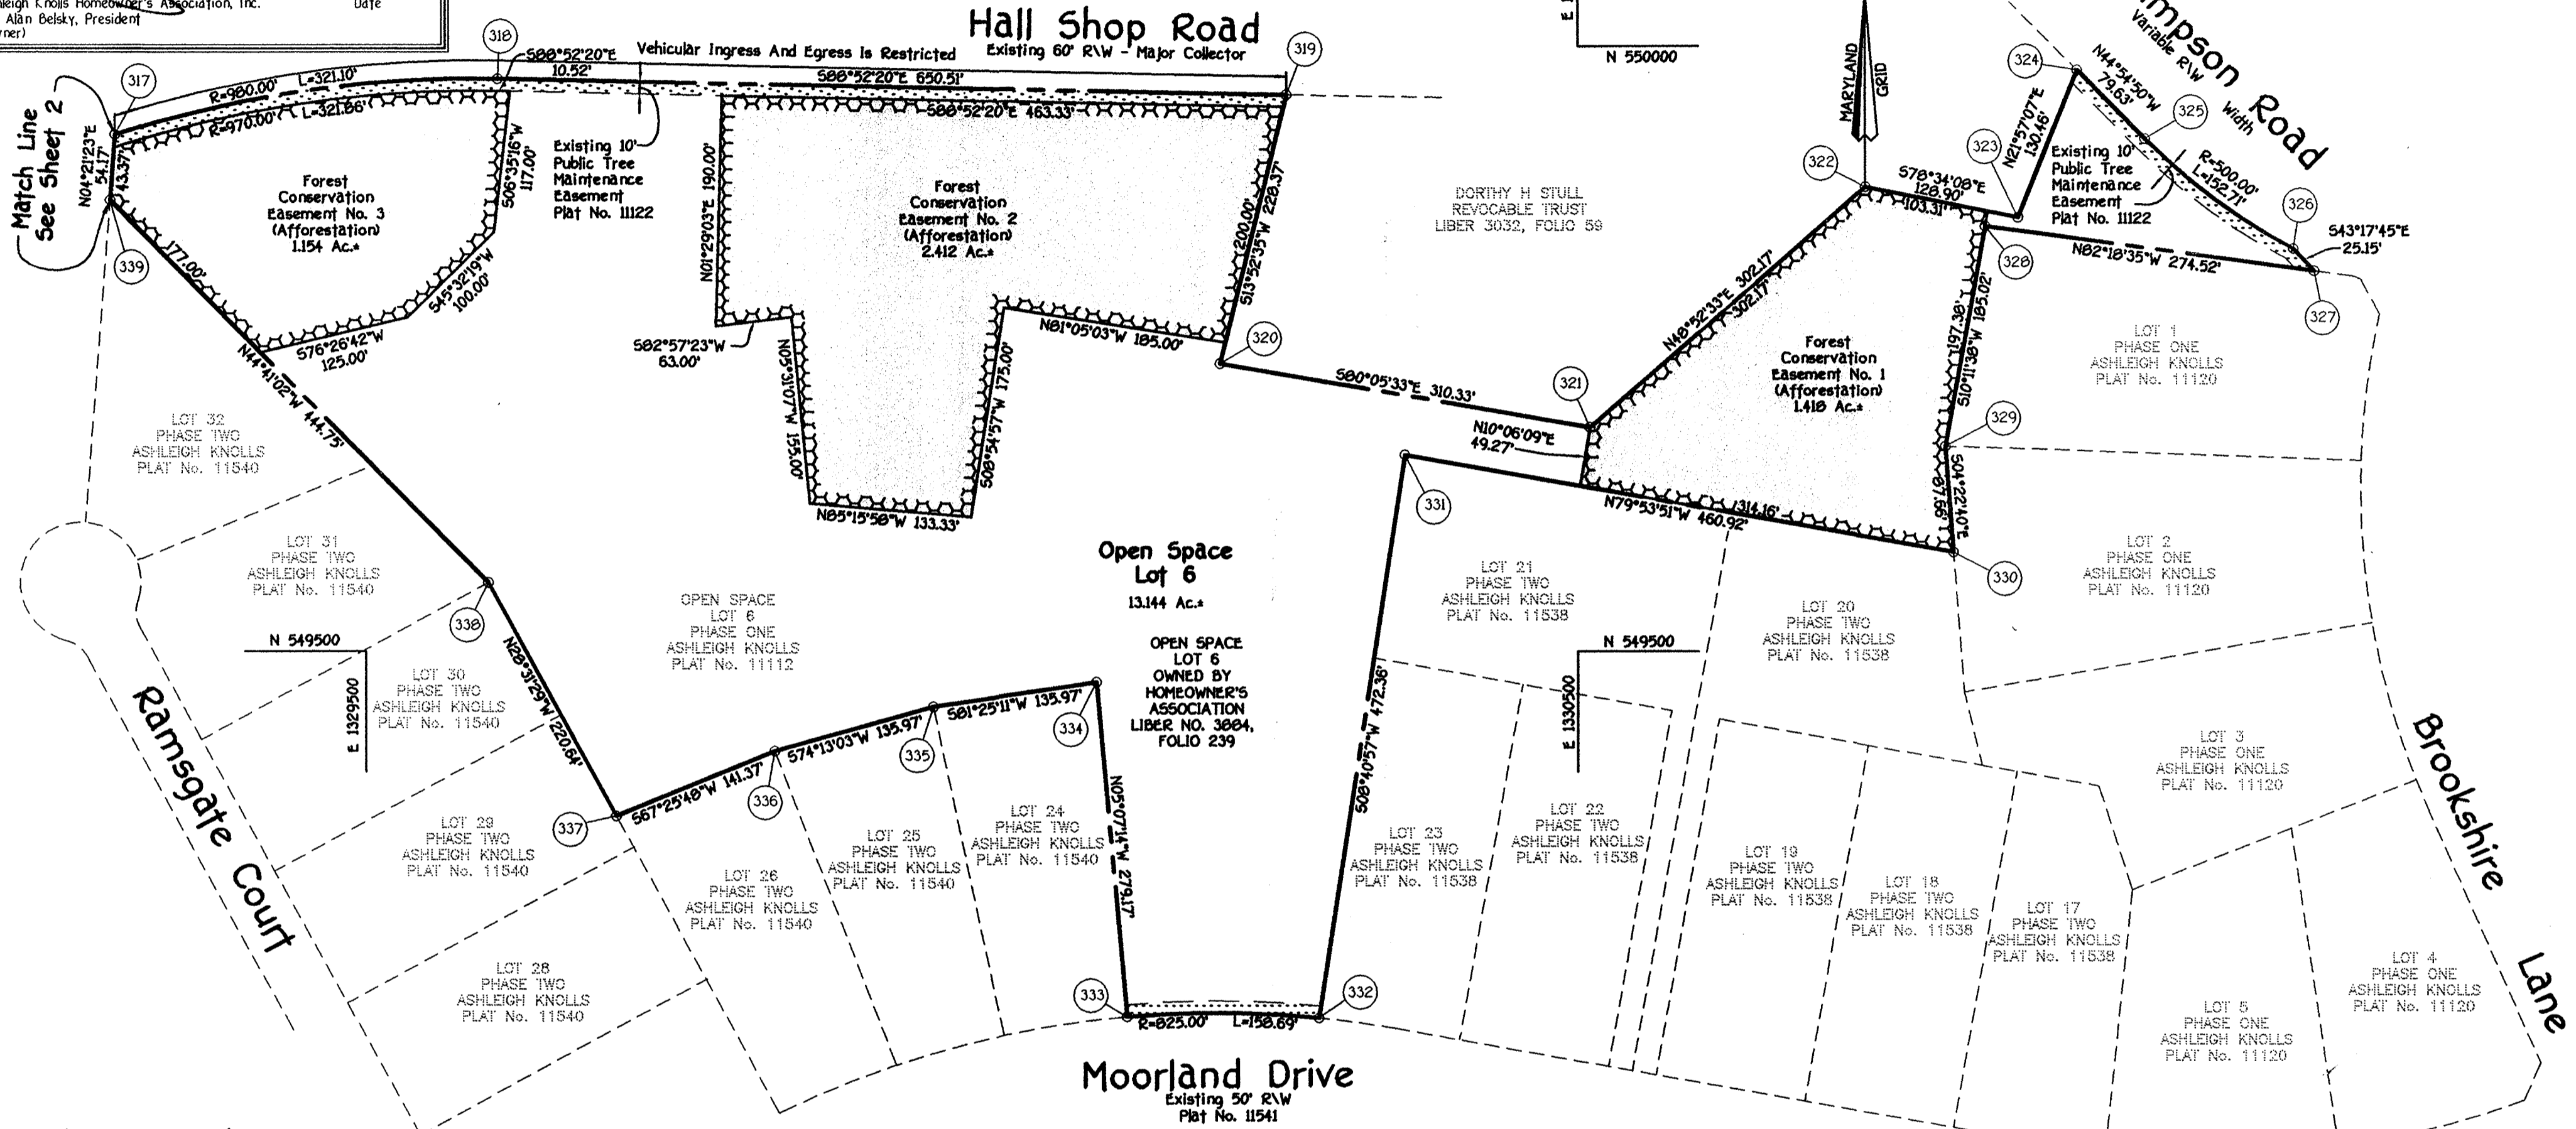 Ashleigh Knolls Homeowner's Association, Inc.
Date
Alan Belsky, President
Hall Shop Road
Vehicular Ingress And Egress Is Restricted
Existing 60' R\W - Major Collector
318
S88°52'20"E
10.52'
S88°52'20"E 650.51'
319
317
R=980.00'
L=321.10'
R=970.00'
L=321.86'
S88°52'20"E 463.33'
Match Line
See Sheet 2
N04°21'23"E
54.17'
43.37'
339
Forest
Conservation
Easement No. 3
(Afforestation)
1.154 Ac.±
S06°35'16"W
117.00'
S45°32'19"W
100.00'
S76°26'42"W
125.00'
177.00'
N44°41'02"W 444.75'
Existing 10'
Public Tree
Maintenance
Easement
Plat No. 11122
N01°29'03"E 190.00'
Forest
Conservation
Easement No. 2
(Afforestation)
2.412 Ac.±
200.00'
S13°52'35"W 228.37'
S82°57'23"W
63.00'
N05°31'07"W 155.00'
N85°15'58"W 133.33'
S08°54'57"W 175.00'
N81°05'03"W 185.00'
320
S80°05'33"E 310.33'
321
DORTHY H STULL
REVOCABLE TRUST
LIBER 3032, FOLIO 59
N 550000
MARYLAND
GRID
322
N48°52'33"E 302.17'
302.17'
S78°34'08"E
128.90'
103.31'
323
N21°57'07"E
130.46'
324
N44°54'50"W
79.63'
Variable R\W
Width
Road
325
R=500.00'
L=152.71'
326
S43°17'45"E
25.15'
327
Existing 10'
Public Tree
Maintenance
Easement
Plat No. 11122
N82°18'35"W 274.52'
328
197.38'
S10°11'38"W 185.02'
329
87.66'
S04°22'40"E
330
Forest
Conservation
Easement No. 1
(Afforestation)
1.418 Ac.±
N10°06'09"E
49.27'
314.16'
N79°53'51"W 460.92'
331
S08°40'57"W 472.36'
332
R=825.00'
L=158.69'
333
N05°07'14"W 279.17'
334
S81°25'11"W 135.97'
335
S74°13'03"W 135.97'
336
S67°25'48"W 141.37'
337
N28°31'29"W 220.64'
338
Open Space
Lot 6
13.144 Ac.±
OPEN SPACE
LOT 6
OWNED BY
HOMEOWNER'S
ASSOCIATION
LIBER NO. 3884,
FOLIO 239
OPEN SPACE
LOT 6
PHASE ONE
ASHLEIGH KNOLLS
PLAT No. 11112
N 549500
E 1329500
N 549500
E 1330500
LOT 32
PHASE TWO
ASHLEIGH KNOLLS
PLAT No. 11540
LOT 31
PHASE TWO
ASHLEIGH KNOLLS
PLAT No. 11540
LOT 30
PHASE TWO
ASHLEIGH KNOLLS
PLAT No. 11540
LOT 29
PHASE TWO
ASHLEIGH KNOLLS
PLAT No. 11540
LOT 28
PHASE TWO
ASHLEIGH KNOLLS
PLAT No. 11540
LOT 26
PHASE TWO
ASHLEIGH KNOLLS
PLAT No. 11540
LOT 25
PHASE TWO
ASHLEIGH KNOLLS
PLAT No. 11540
LOT 24
PHASE TWO
ASHLEIGH KNOLLS
PLAT No. 11540
LOT 21
PHASE TWO
ASHLEIGH KNOLLS
PLAT No. 11538
LOT 20
PHASE TWO
ASHLEIGH KNOLLS
PLAT No. 11538
LOT 23
PHASE TWO
ASHLEIGH KNOLLS
PLAT No. 11538
LOT 22
PHASE TWO
ASHLEIGH KNOLLS
PLAT No. 11538
LOT 19
PHASE TWO
ASHLEIGH KNOLLS
PLAT No. 11538
LOT 18
PHASE TWO
ASHLEIGH KNOLLS
PLAT No. 11538
LOT 17
PHASE TWO
ASHLEIGH KNOLLS
PLAT No. 11538
LOT 1
PHASE ONE
ASHLEIGH KNOLLS
PLAT No. 11120
LOT 2
PHASE ONE
ASHLEIGH KNOLLS
PLAT No. 11120
LOT 3
PHASE ONE
ASHLEIGH KNOLLS
PLAT No. 11120
LOT 4
PHASE ONE
ASHLEIGH KNOLLS
PLAT No. 11120
LOT 5
PHASE ONE
ASHLEIGH KNOLLS
PLAT No. 11120
Ramsgate Court
Brookshire Lane
Moorland Drive
Existing 50' R\W
Plat No. 11541